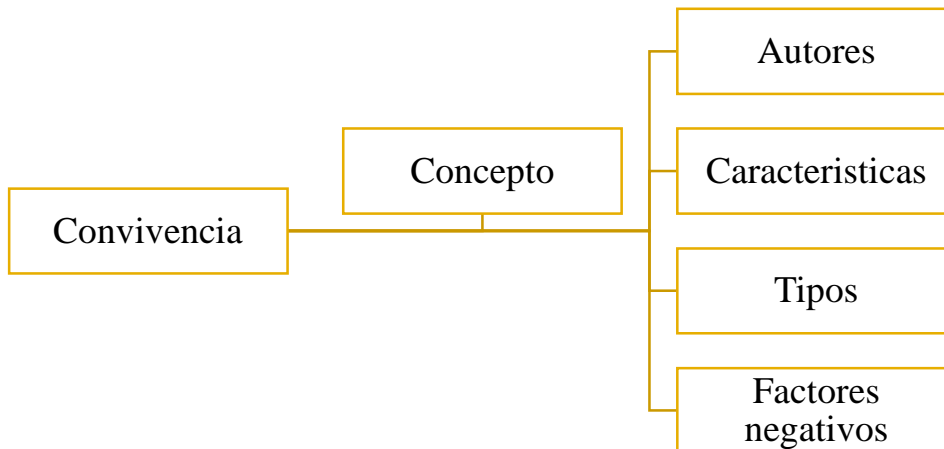 Convivencia
Concepto
Autores
Caracteristicas
Tipos
Factores
negativos